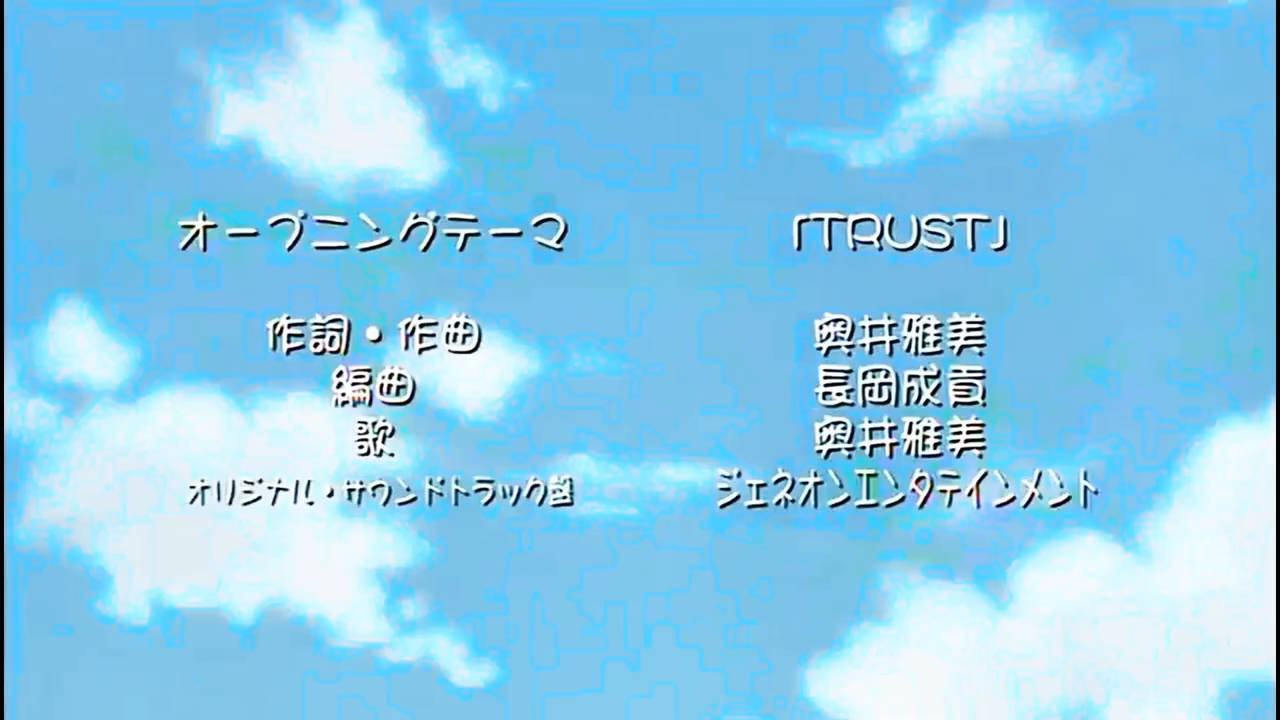 オープニングテーマ 「TRUST」
作詞・作曲 奥井雅美
編曲 長岡成貢
歌 奥井雅美
オリジナル・サウンドトラック盤 ジェネオンエンタテインメント